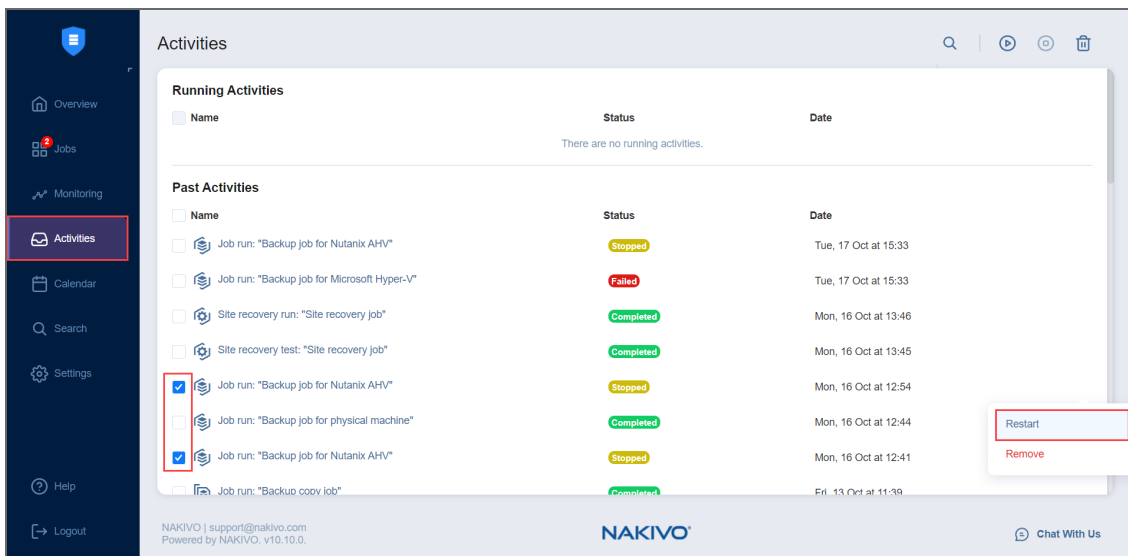 Activities
Overview
2
Jobs
Monitoring
Activities
Calendar
Search
Settings
Help
Logout
Running Activities
Name Status Date
There are no running activities.
Past Activities
Name Status Date
Job run: "Backup job for Nutanix AHV" Stopped Tue, 17 Oct at 15:33
Job run: "Backup job for Microsoft Hyper-V" Failed Tue, 17 Oct at 15:33
Site recovery run: "Site recovery job" Completed Mon, 16 Oct at 13:46
Site recovery test: "Site recovery job" Completed Mon, 16 Oct at 13:45
Job run: "Backup job for Nutanix AHV" Stopped Mon, 16 Oct at 12:54
Job run: "Backup job for physical machine" Completed Mon, 16 Oct at 12:44
Job run: "Backup job for Nutanix AHV" Stopped Mon, 16 Oct at 12:41
Job run: "Backup copy job" Completed Fri, 13 Oct at 11:39
Restart
Remove
NAKIVO | support@nakivo.com
Powered by NAKIVO. v10.10.0.
NAKIVO®
Chat With Us